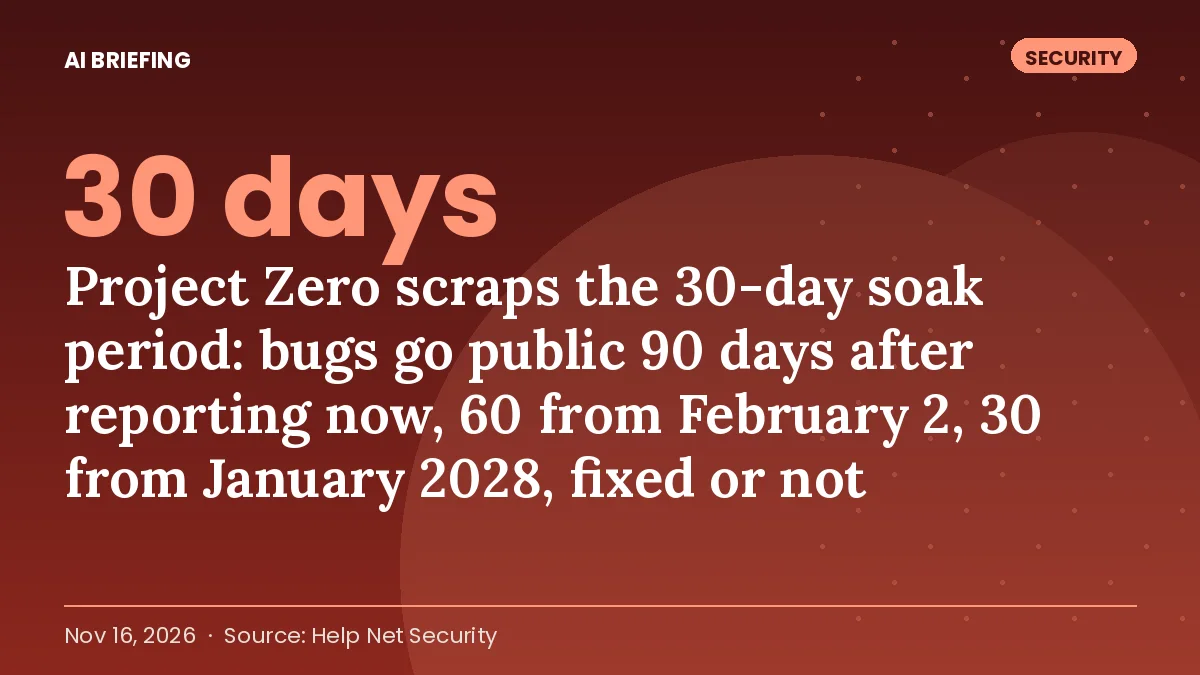 AI BRIEFING
SECURITY
30 days
Project Zero scraps the 30-day soak
period: bugs go public 90 days after
reporting now, 60 from February 2, 30
from January 2028, fixed or not
Nov 16, 2026 · Source: Help Net Security